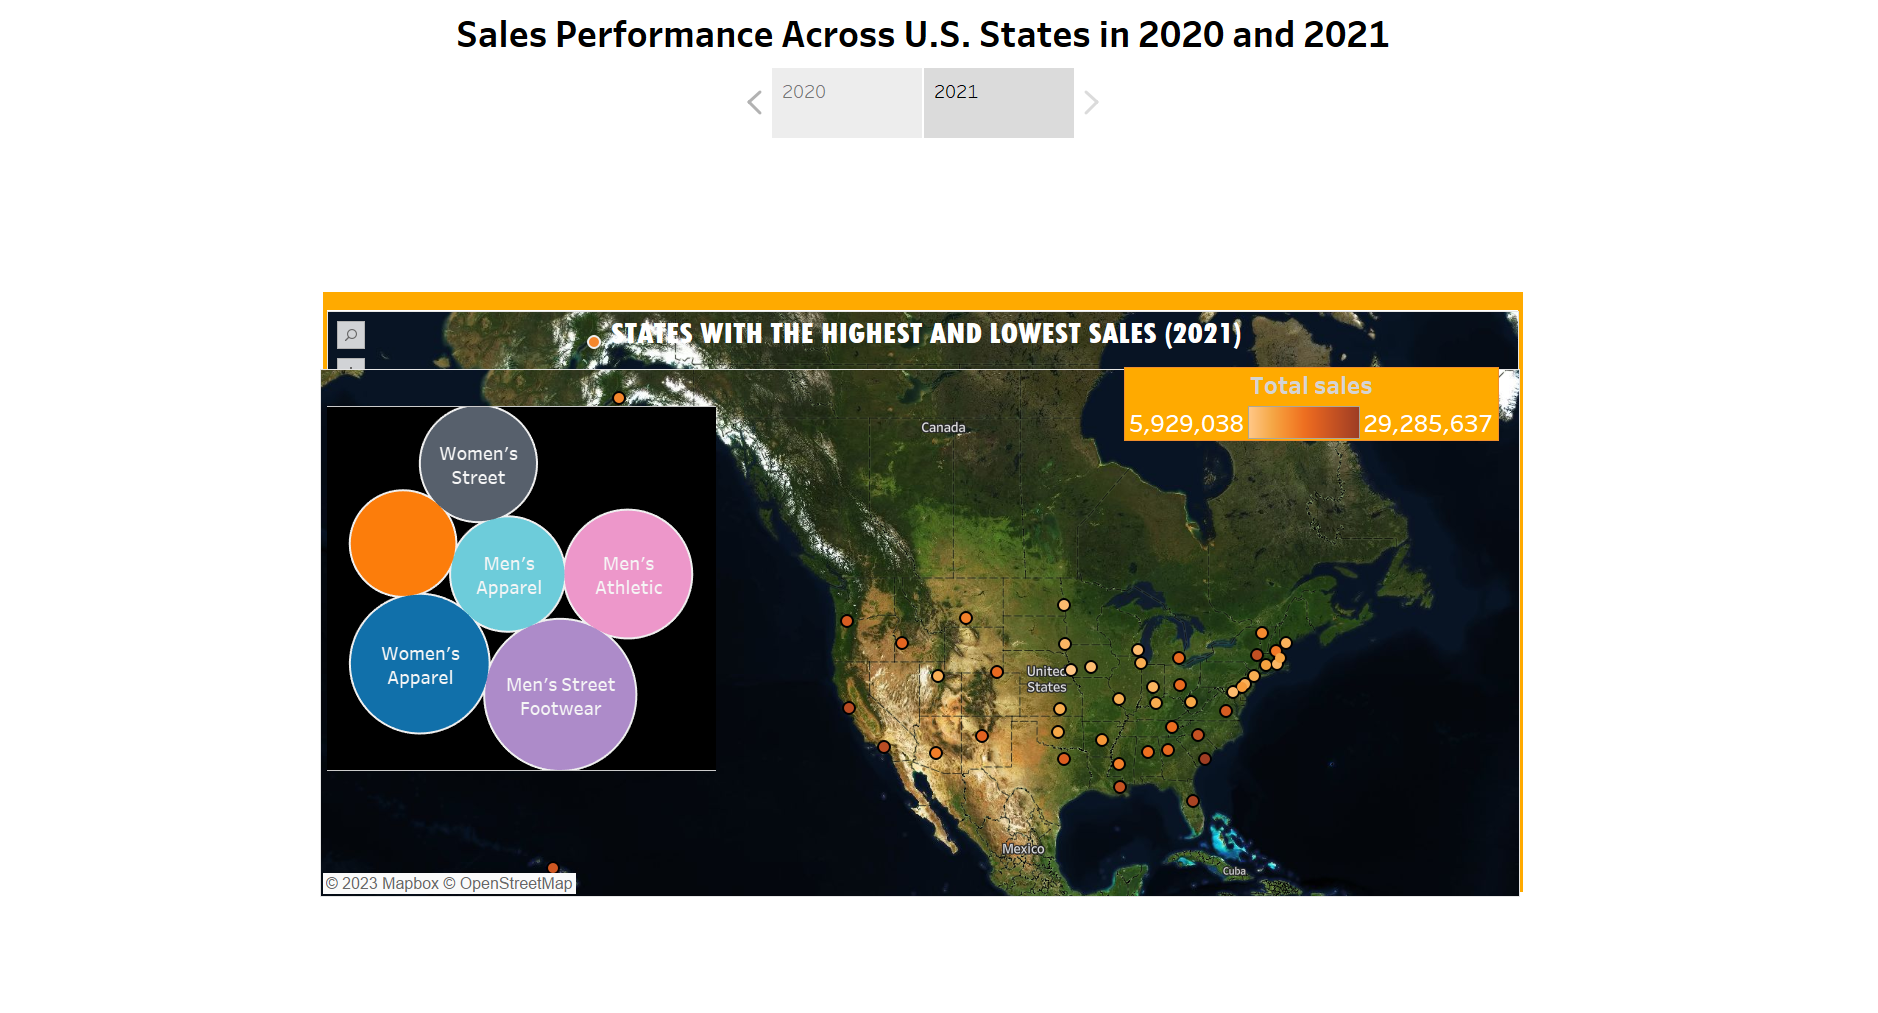 Sales Performance Across U.S. States in 2020 and 2021
2020
2021
STATES WITH THE HIGHEST AND LOWEST SALES (2021)
Total sales
5,929,038
29,285,637
Canada
Women's
Street
Men's
Apparel
Men's
Athletic
Women's
Apparel
Men's Street
Footwear
United
States
Mexico
Cuba
© 2023 Mapbox © OpenStreetMap